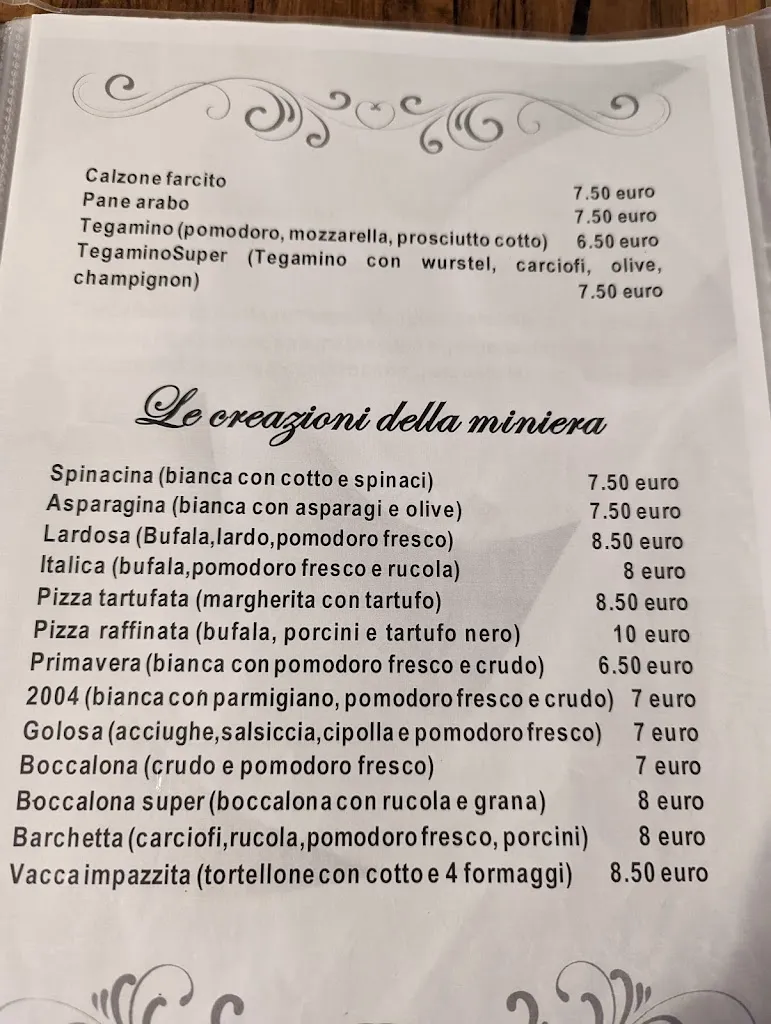 Calzone farcito 7.50 euro
Pane arabo 7.50 euro
Tegamino (pomodoro, mozzarella, prosciutto cotto) 6.50 euro
TegaminoSuper (Tegamino con wurstel, carciofi, olive,
champignon) 7.50 euro
Le creazioni della miniera
Spinacina (bianca con cotto e spinaci) 7.50 euro
Asparagina (bianca con asparagi e olive) 7.50 euro
Lardosa (Bufala,lardo,pomodoro fresco) 8.50 euro
Italica (bufala,pomodoro fresco e rucola) 8 euro
Pizza tartufata (margherita con tartufo) 8.50 euro
Pizza raffinata (bufala, porcini e tartufo nero) 10 euro
Primavera (bianca con pomodoro fresco e crudo) 6.50 euro
2004 (bianca con parmigiano, pomodoro fresco e crudo) 7 euro
Golosa (acciughe,salsiccia,cipolla e pomodoro fresco) 7 euro
Boccalona (crudo e pomodoro fresco) 7 euro
Boccalona super (boccalona con rucola e grana) 8 euro
Barchetta (carciofi,rucola,pomodoro fresco, porcini) 8 euro
Vacca impazzita (tortellone con cotto e 4 formaggi) 8.50 euro